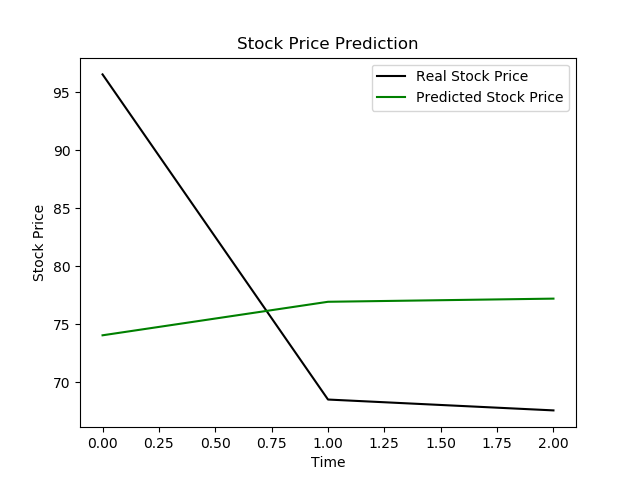 Stock Price Prediction
Real Stock Price
Predicted Stock Price
Stock Price
95
90
85
80
75
70
0.00 0.25 0.50 0.75 1.00 1.25 1.50 1.75 2.00
Time